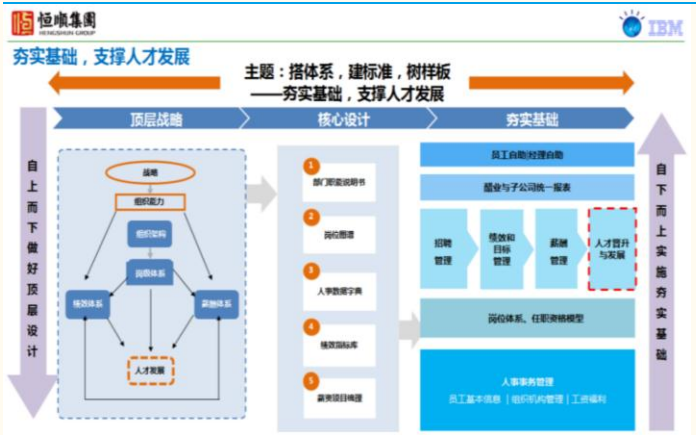 恒顺集团
HENGSHUN GROUP
IBM
夯实基础，支撑人才发展
主题：搭体系，建标准，树样板
——夯实基础，支撑人才发展
顶层战略
核心设计
夯实基础
自上而下做好顶层设计
战略
组织能力
组织架构
岗级体系
绩效体系
薪酬体系
人才发展
1
部门职能说明书
2
岗位图谱
3
人事数据字典
4
绩效指标库
5
薪资项目梳理
员工自助|经理自助
醋业与子公司统一报表
招聘
管理
绩效和
目标
管理
薪酬
管理
人才晋升
与发展
岗位体系、任职资格模型
人事事务管理
员工基本信息 | 组织机构管理 | 工资福利
自下而上实施夯实基础